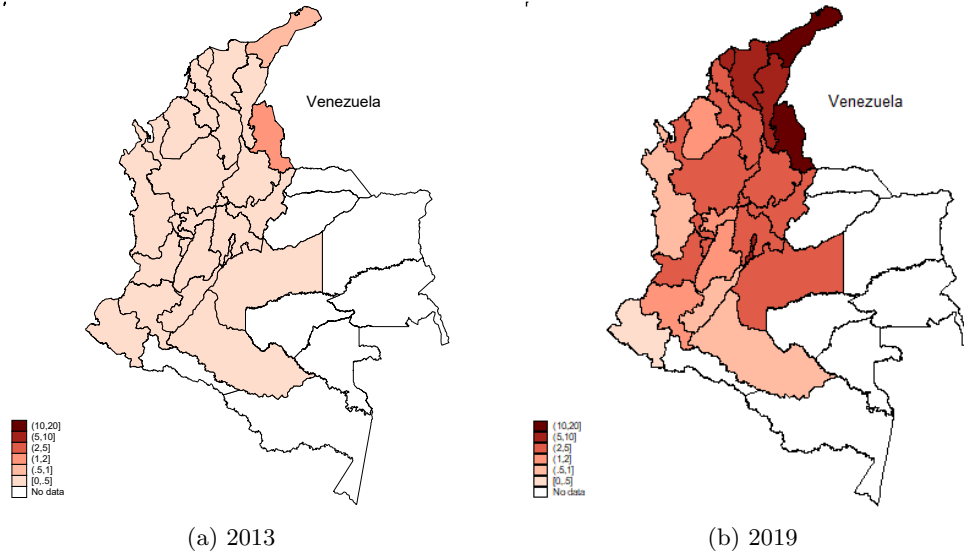 Venezuela
(10,20]
(5,10]
(2,5]
(1,2]
(.5,1]
[0,.5]
No data
(a) 2013
Venezuela
(10,20]
(5,10]
(2,5]
(1,2]
(.5,1]
[0,.5]
No data
(b) 2019